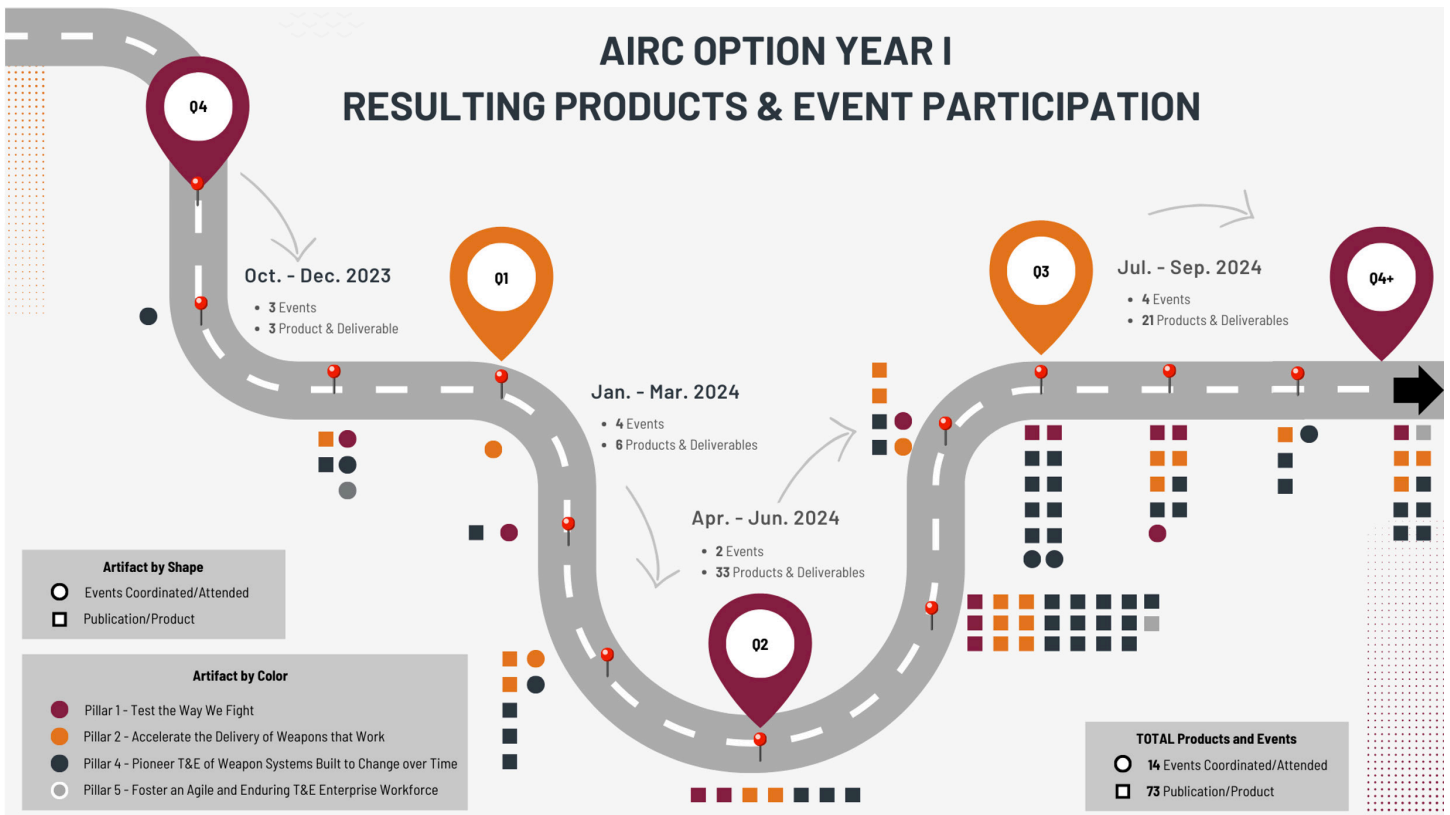 AIRC OPTION YEAR I
RESULTING PRODUCTS & EVENT PARTICIPATION
Q4
Oct. - Dec. 2023
• 3 Events
• 3 Product & Deliverable
Q1
Jan. - Mar. 2024
• 4 Events
• 6 Products & Deliverables
Apr. - Jun. 2024
• 2 Events
• 33 Products & Deliverables
Q2
Q3
Jul. - Sep. 2024
• 4 Events
• 21 Products & Deliverables
Q4+
Artifact by Shape
Events Coordinated/Attended
Publication/Product
Artifact by Color
Pillar 1 - Test the Way We Fight
Pillar 2 - Accelerate the Delivery of Weapons that Work
Pillar 4 - Pioneer T&E of Weapon Systems Built to Change over Time
Pillar 5 - Foster an Agile and Enduring T&E Enterprise Workforce
TOTAL Products and Events
14 Events Coordinated/Attended
73 Publication/Product